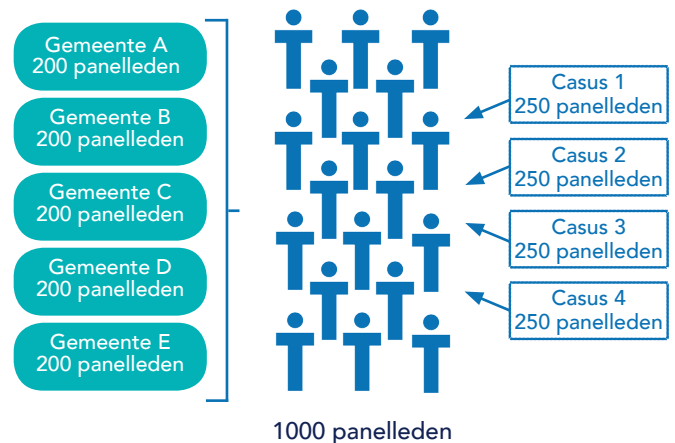 Gemeente A
200 panelleden
Gemeente B
200 panelleden
Gemeente C
200 panelleden
Gemeente D
200 panelleden
Gemeente E
200 panelleden
Casus 1
250 panelleden
Casus 2
250 panelleden
Casus 3
250 panelleden
Casus 4
250 panelleden
1000 panelleden